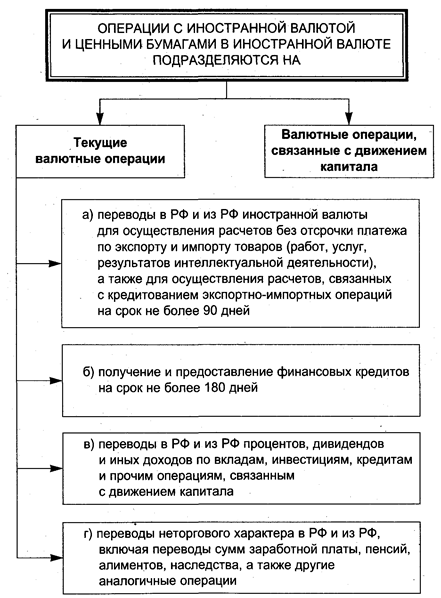 ОПЕРАЦИИ С ИНОСТРАННОЙ ВАЛЮТОЙ
И ЦЕННЫМИ БУМАГАМИ В ИНОСТРАННОЙ ВАЛЮТЕ
ПОДРАЗДЕЛЯЮТСЯ НА
Текущие
валютные операции
Валютные операции,
связанные с движением
капитала
а) переводы в РФ и из РФ иностранной валюты
для осуществления расчетов без отсрочки платежа
по экспорту и импорту товаров (работ, услуг,
результатов интеллектуальной деятельности),
а также для осуществления расчетов, связанных
с кредитованием экспортно-импортных операций
на срок не более 90 дней
б) получение и предоставление финансовых кредитов
на срок не более 180 дней
в) переводы в РФ и из РФ процентов, дивидендов
и иных доходов по вкладам, инвестициям, кредитам
и прочим операциям, связанным
с движением капитала
г) переводы неторгового характера в РФ и из РФ,
включая переводы сумм заработной платы, пенсий,
алиментов, наследства, а также другие
аналогичные операции